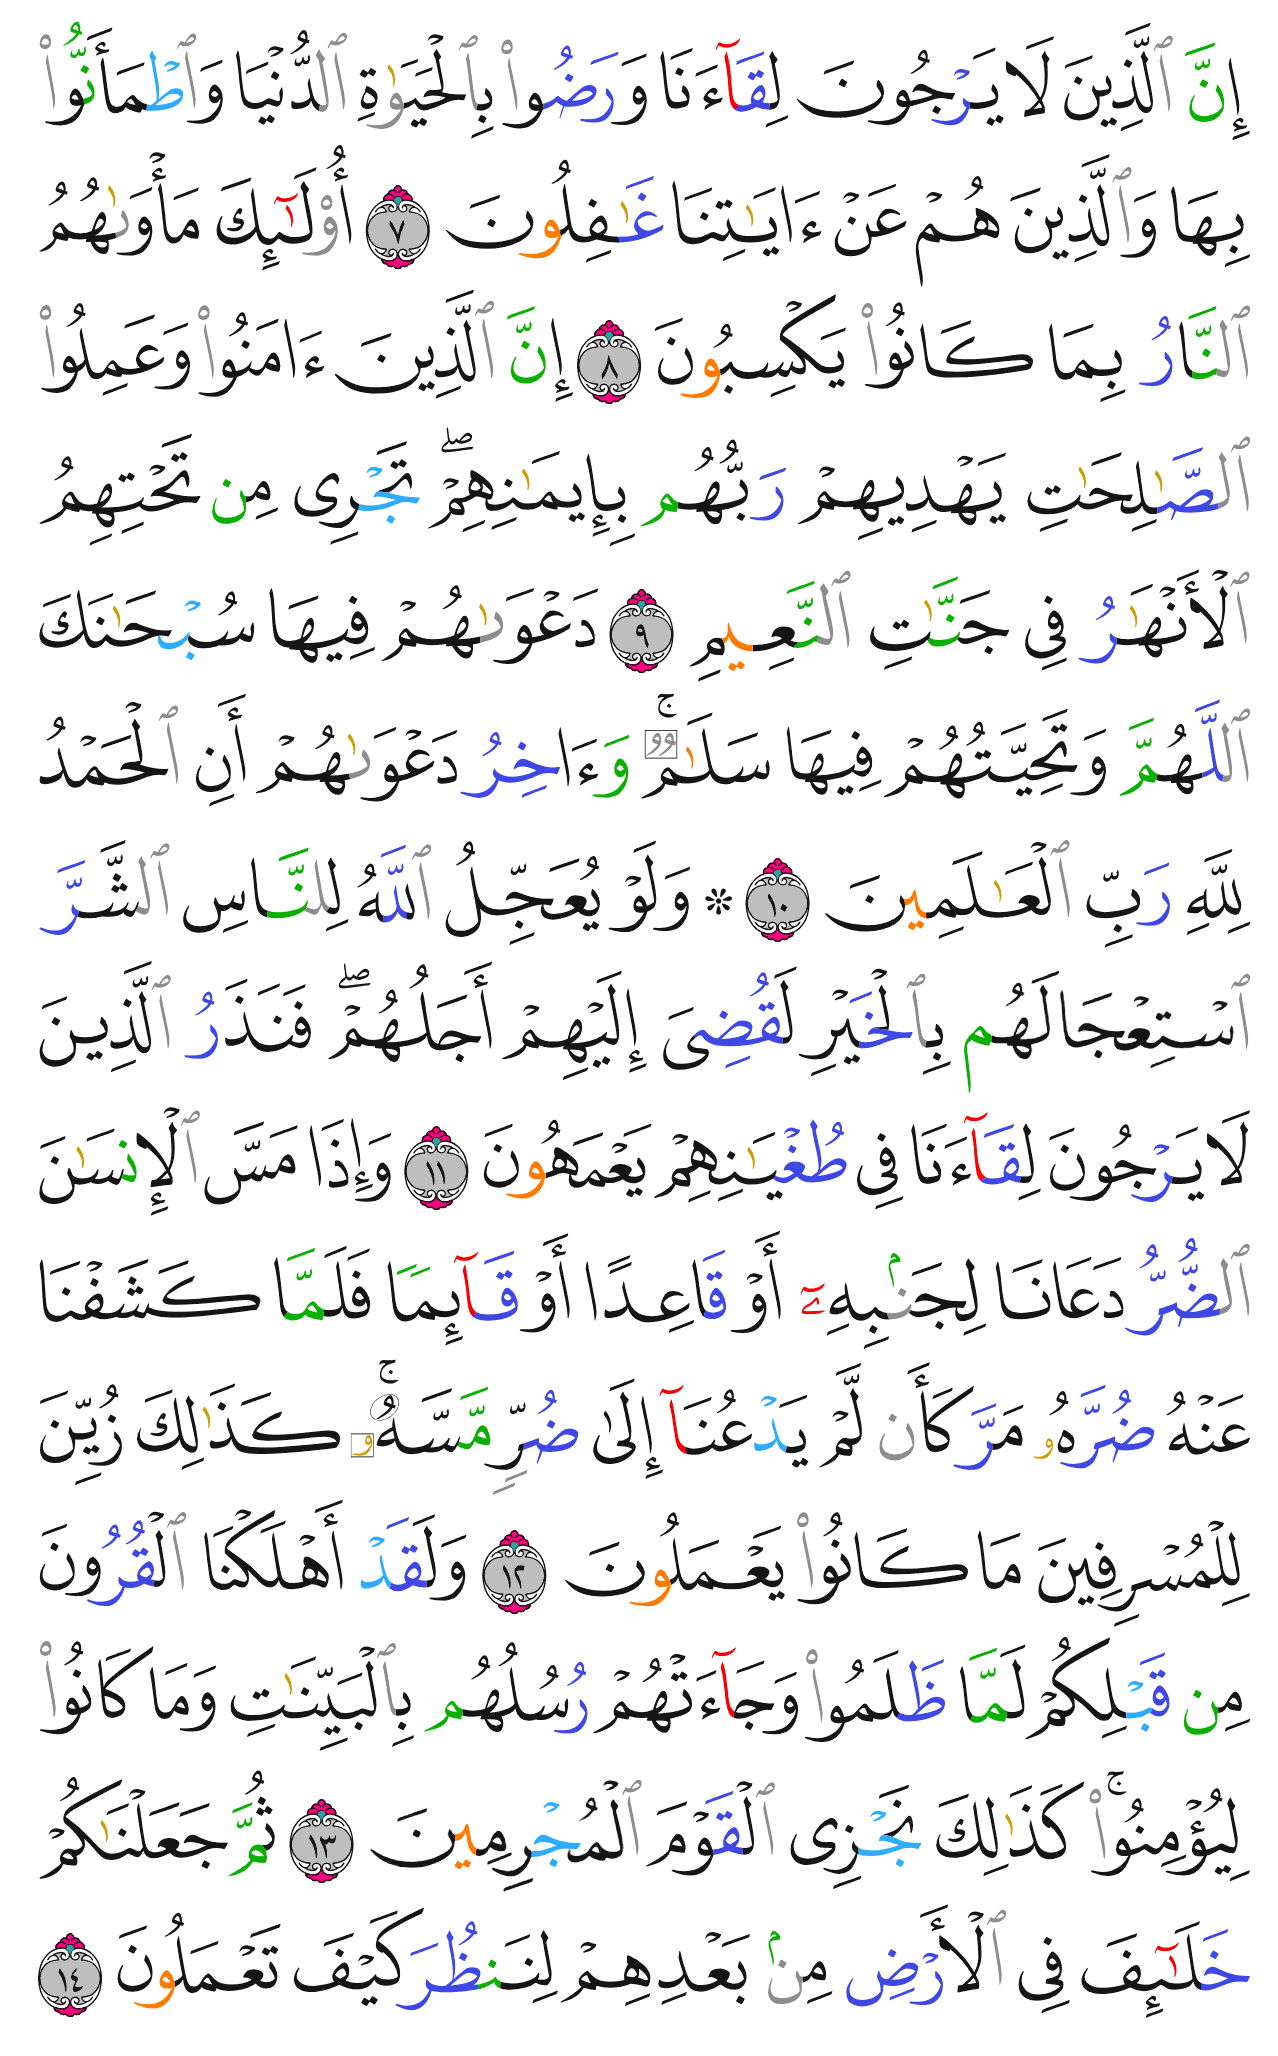 إِنَّ ٱلَّذِينَ لَا يَرْجُونَ لِقَآءَنَا وَرَضُوا۟ بِٱلْحَيَوٰةِ ٱلدُّنْيَا وَٱطْمَأَنُّوا۟
بِهَا وَٱلَّذِينَ هُمْ عَنْ ءَايَـٰتِنَا غَـٰفِلُونَ ٧ أُو۟لَـٰٓئِكَ مَأْوَىٰهُمُ
ٱلنَّارُ بِمَا كَانُوا۟ يَكْسِبُونَ ٨ إِنَّ ٱلَّذِينَ ءَامَنُوا۟ وَعَمِلُوا۟
ٱلصَّـٰلِحَـٰتِ يَهْدِيهِمْ رَبُّهُم بِإِيمَـٰنِهِمْ ۖ تَجْرِى مِن تَحْتِهِمُ
ٱلْأَنْهَـٰرُ فِى جَنَّـٰتِ ٱلنَّعِيمِ ٩ دَعْوَىٰهُمْ فِيهَا سُبْحَـٰنَكَ
ٱللَّهُمَّ وَتَحِيَّتُهُمْ فِيهَا سَلَـٰمٌ ۚ وَءَاخِرُ دَعْوَىٰهُمْ أَنِ ٱلْحَمْدُ
لِلَّهِ رَبِّ ٱلْعَـٰلَمِينَ ١٠ ۞ وَلَوْ يُعَجِّلُ ٱللَّهُ لِلنَّاسِ ٱلشَّرَّ
ٱسْتِعْجَالَهُم بِٱلْخَيْرِ لَقُضِىَ إِلَيْهِمْ أَجَلُهُمْ ۖ فَنَذَرُ ٱلَّذِينَ
لَا يَرْجُونَ لِقَآءَنَا فِى طُغْيَـٰنِهِمْ يَعْمَهُونَ ١١ وَإِذَا مَسَّ ٱلْإِنسَـٰنَ
ٱلضُّرُّ دَعَانَا لِجَنۢبِهِۦٓ أَوْ قَاعِدًا أَوْ قَآئِمًا فَلَمَّا كَشَفْنَا
عَنْهُ ضُرَّهُۥ مَرَّ كَأَن لَّمْ يَدْعُنَآ إِلَىٰ ضُرٍّ مَّسَّهُۥ ۚ كَذَٰلِكَ زُيِّنَ
لِلْمُسْرِفِينَ مَا كَانُوا۟ يَعْمَلُونَ ١٢ وَلَقَدْ أَهْلَكْنَا ٱلْقُرُونَ
مِن قَبْلِكُمْ لَمَّا ظَلَمُوا۟ وَجَآءَتْهُمْ رُسُلُهُم بِٱلْبَيِّنَـٰتِ وَمَا كَانُوا۟
لِيُؤْمِنُوا۟ ۚ كَذَٰلِكَ نَجْزِى ٱلْقَوْمَ ٱلْمُجْرِمِينَ ١٣ ثُمَّ جَعَلْنَـٰكُمْ
خَلَـٰٓئِفَ فِى ٱلْأَرْضِ مِنۢ بَعْدِهِمْ لِنَنظُرَ كَيْفَ تَعْمَلُونَ ١٤